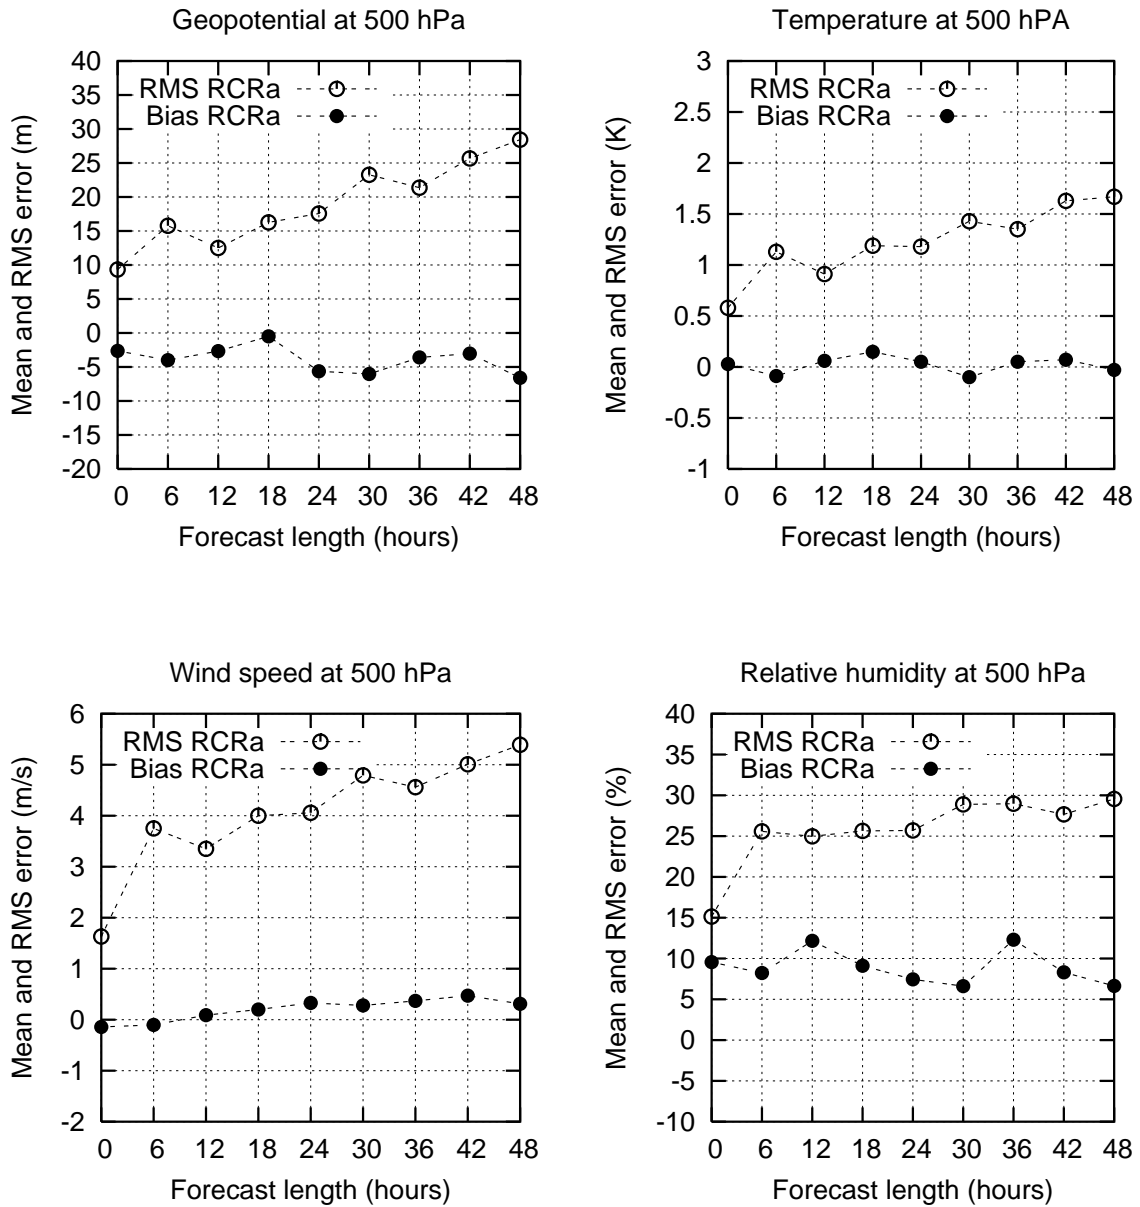 Geopotential at 500 hPa
Mean and RMS error (m)
40
35
30
25
20
15
10
5
0
-5
-10
-15
-20
RMS RCRa
Bias RCRa
0 6 12 18 24 30 36 42 48
Forecast length (hours)
Temperature at 500 hPA
Mean and RMS error (K)
3
2.5
2
1.5
1
0.5
0
-0.5
-1
RMS RCRa
Bias RCRa
0 6 12 18 24 30 36 42 48
Forecast length (hours)
Wind speed at 500 hPa
Mean and RMS error (m/s)
6
5
4
3
2
1
0
-1
-2
RMS RCRa
Bias RCRa
0 6 12 18 24 30 36 42 48
Forecast length (hours)
Relative humidity at 500 hPa
Mean and RMS error (%)
40
35
30
25
20
15
10
5
0
-5
-10
RMS RCRa
Bias RCRa
0 6 12 18 24 30 36 42 48
Forecast length (hours)